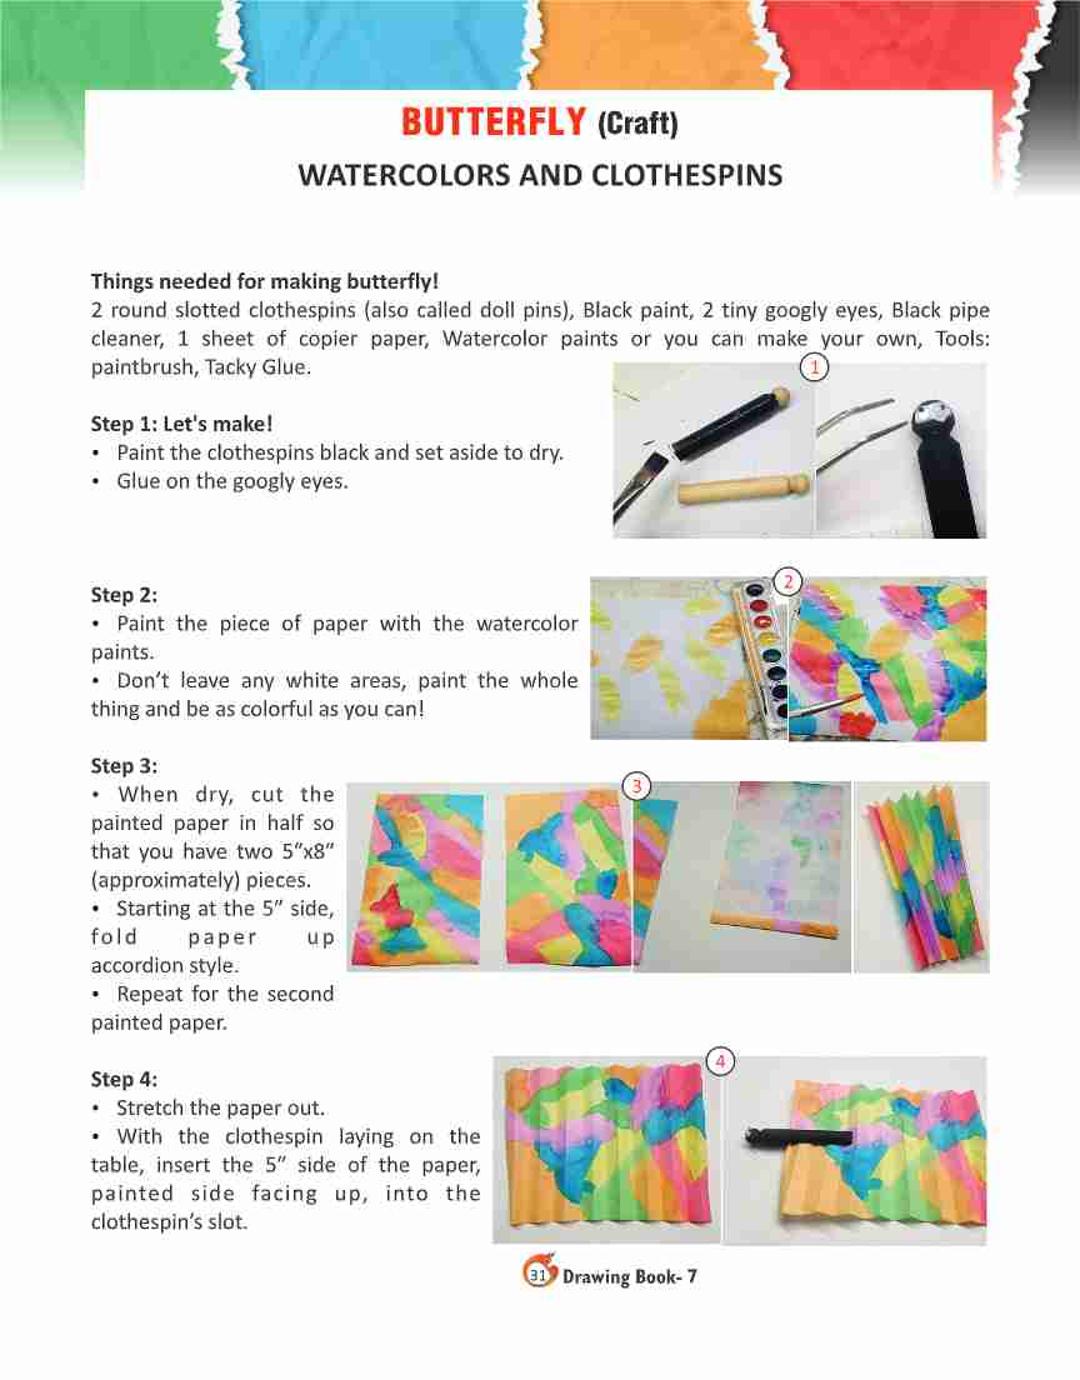 BUTTERFLY (Craft)
WATERCOLORS AND CLOTHESPINS
Things needed for making butterfly!
2 round slotted clothespins (also called doll pins), Black paint, 2 tiny googly eyes, Black pipe
cleaner, 1 sheet of copier paper, Watercolor paints or you can make your own, Tools:
paintbrush, Tacky Glue.
1
Step 1: Let's make!
• Paint the clothespins black and set aside to dry.
• Glue on the googly eyes.
2
Step 2:
• Paint the piece of paper with the watercolor
paints.
• Don’t leave any white areas, paint the whole
thing and be as colorful as you can!
Step 3:
3
• When dry, cut the
painted paper in half so
that you have two 5”x8”
(approximately) pieces.
• Starting at the 5” side,
fold paper up
accordion style.
• Repeat for the second
painted paper.
4
Step 4:
• Stretch the paper out.
• With the clothespin laying on the
table, insert the 5” side of the paper,
painted side facing up, into the
clothespin’s slot.
31 Drawing Book- 7